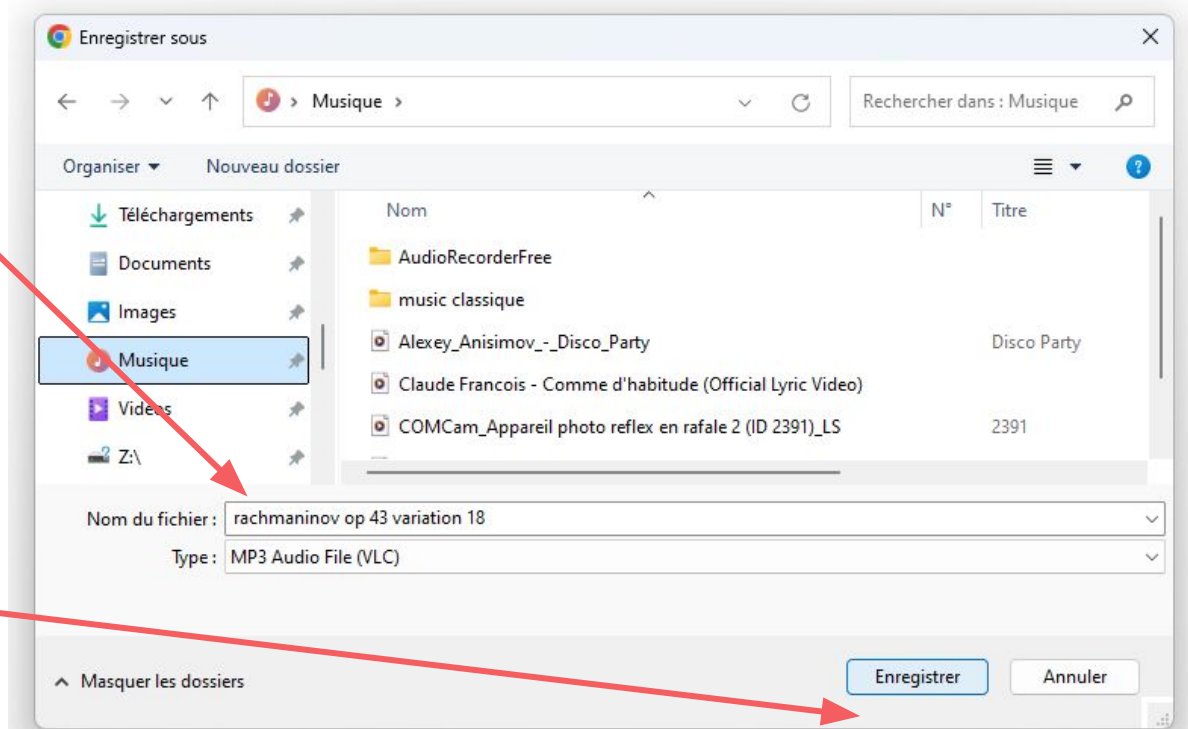 Enregistrer sous
Musique
Rechercher dans : Musique
Organiser Nouveau dossier
Nom N° Titre
Téléchargements
Documents
Images
Musique
Vidéos
Z:\
AudioRecorderFree
music classique
Alexey_Anisimov_-_Disco_Party Disco Party
Claude Francois - Comme d'habitude (Official Lyric Video)
COMCam_Appareil photo reflex en rafale 2 (ID 2391)_LS 2391
Nom du fichier : rachmaninov op 43 variation 18
Type : MP3 Audio File (VLC)
Masquer les dossiers Enregistrer Annuler